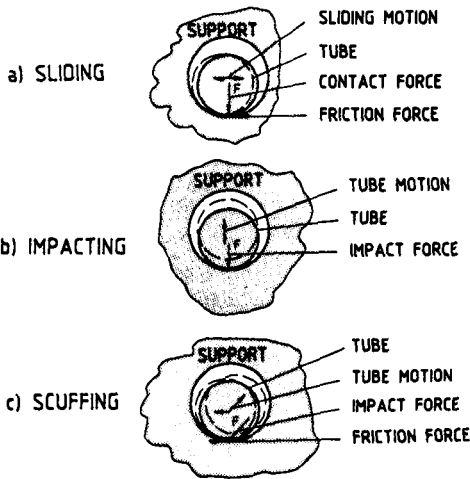 SUPPORT
SLIDING MOTION
TUBE
a) SLIDING
F
CONTACT FORCE
FRICTION FORCE
SUPPORT
TUBE MOTION
TUBE
b) IMPACTING
F
IMPACT FORCE
SUPPORT
TUBE
TUBE MOTION
c) SCUFFING
F
IMPACT FORCE
FRICTION FORCE